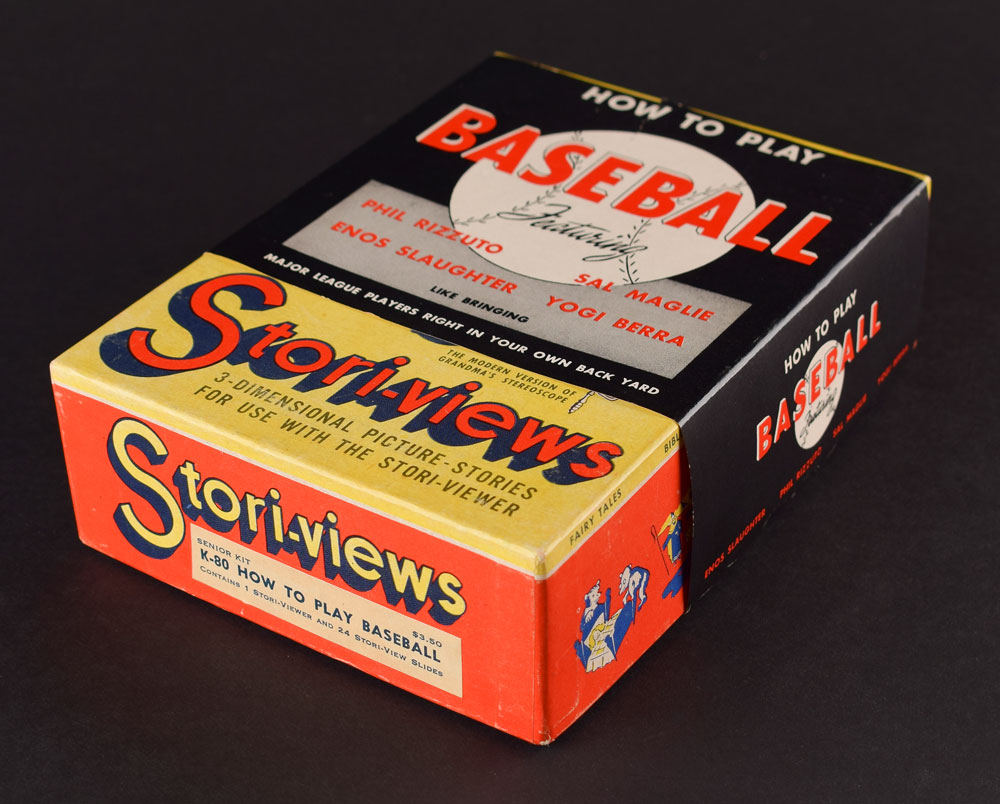 HOW TO PLAY
BASEBALL
Featuring
PHIL RIZZUTO SAL MAGLIE
ENOS SLAUGHTER YOGI BERRA
LIKE BRINGING
MAJOR LEAGUE PLAYERS RIGHT IN YOUR OWN BACK YARD
Stori-views
THE MODERN VERSION OF
GRANDMA'S STEREOSCOPE
3-DIMENSIONAL PICTURE-STORIES
FOR USE WITH THE STORI-VIEWER
Stori-views
SENIOR KIT $3.50
K-80 HOW TO PLAY BASEBALL
CONTAINS 1 STORI-VIEWER AND 24 STORI-VIEW SLIDES
FAIRY TALES
HOW TO PLAY
BASEBALL
Featuring
PHIL RIZZUTO SAL MAGLIE
ENOS SLAUGHTER